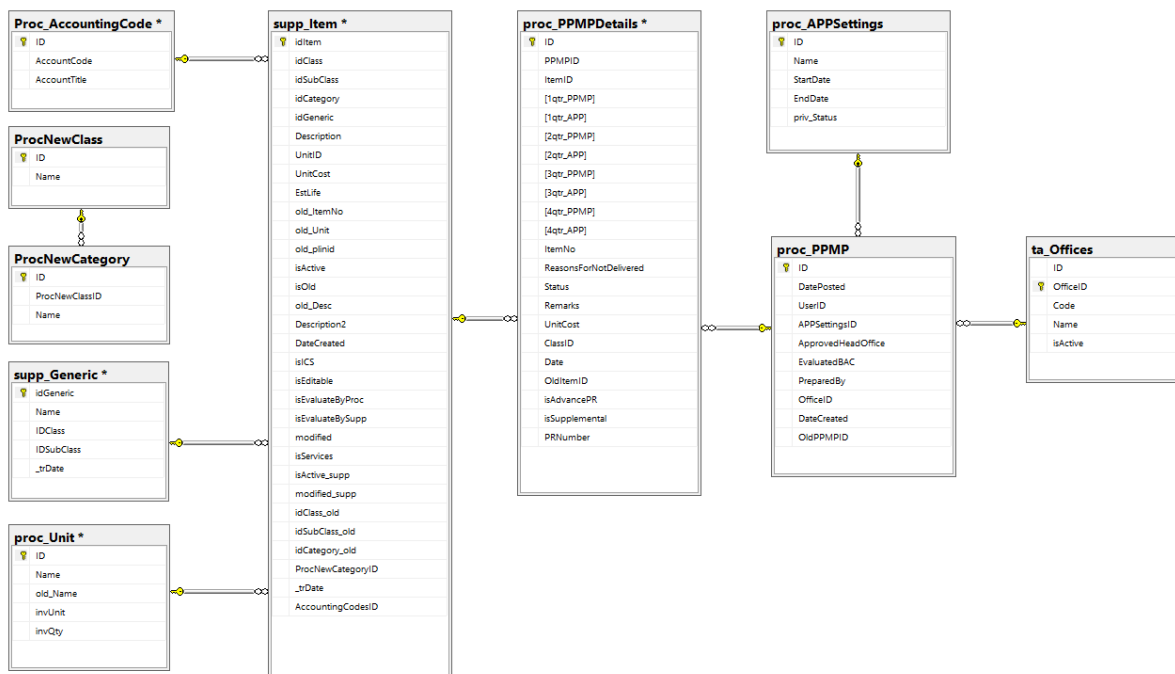 Proc_AccountingCode *
ID
AccountCode
AccountTitle
ProcNewClass
ID
Name
ProcNewCategory
ID
ProcNewClassID
Name
supp_Generic *
idGeneric
Name
IDClass
IDSubClass
_trDate
proc_Unit *
ID
Name
old_Name
invUnit
invQty
supp_Item *
idItem
idClass
idSubClass
idCategory
idGeneric
Description
UnitID
UnitCost
EstLife
old_ItemNo
old_Unit
old_plinid
isActive
isOld
old_Desc
Description2
DateCreated
isICS
isEditable
isEvaluateByProc
isEvaluateBySupp
modified
isServices
isActive_supp
modified_supp
idClass_old
idSubClass_old
idCategory_old
ProcNewCategoryID
_trDate
AccountingCodesID
proc_PPMPDetails *
ID
PPMPID
ItemID
[1qtr_PPMP]
[1qtr_APP]
[2qtr_PPMP]
[2qtr_APP]
[3qtr_PPMP]
[3qtr_APP]
[4qtr_PPMP]
[4qtr_APP]
ItemNo
ReasonsForNotDelivered
Status
Remarks
UnitCost
ClassID
Date
OldItemID
isAdvancePR
isSupplemental
PRNumber
proc_APPSettings
ID
Name
StartDate
EndDate
priv_Status
proc_PPMP
ID
DatePosted
UserID
APPSettingsID
ApprovedHeadOffice
EvaluatedBAC
PreparedBy
OfficeID
DateCreated
OldPPMPID
ta_Offices
ID
OfficeID
Code
Name
isActive